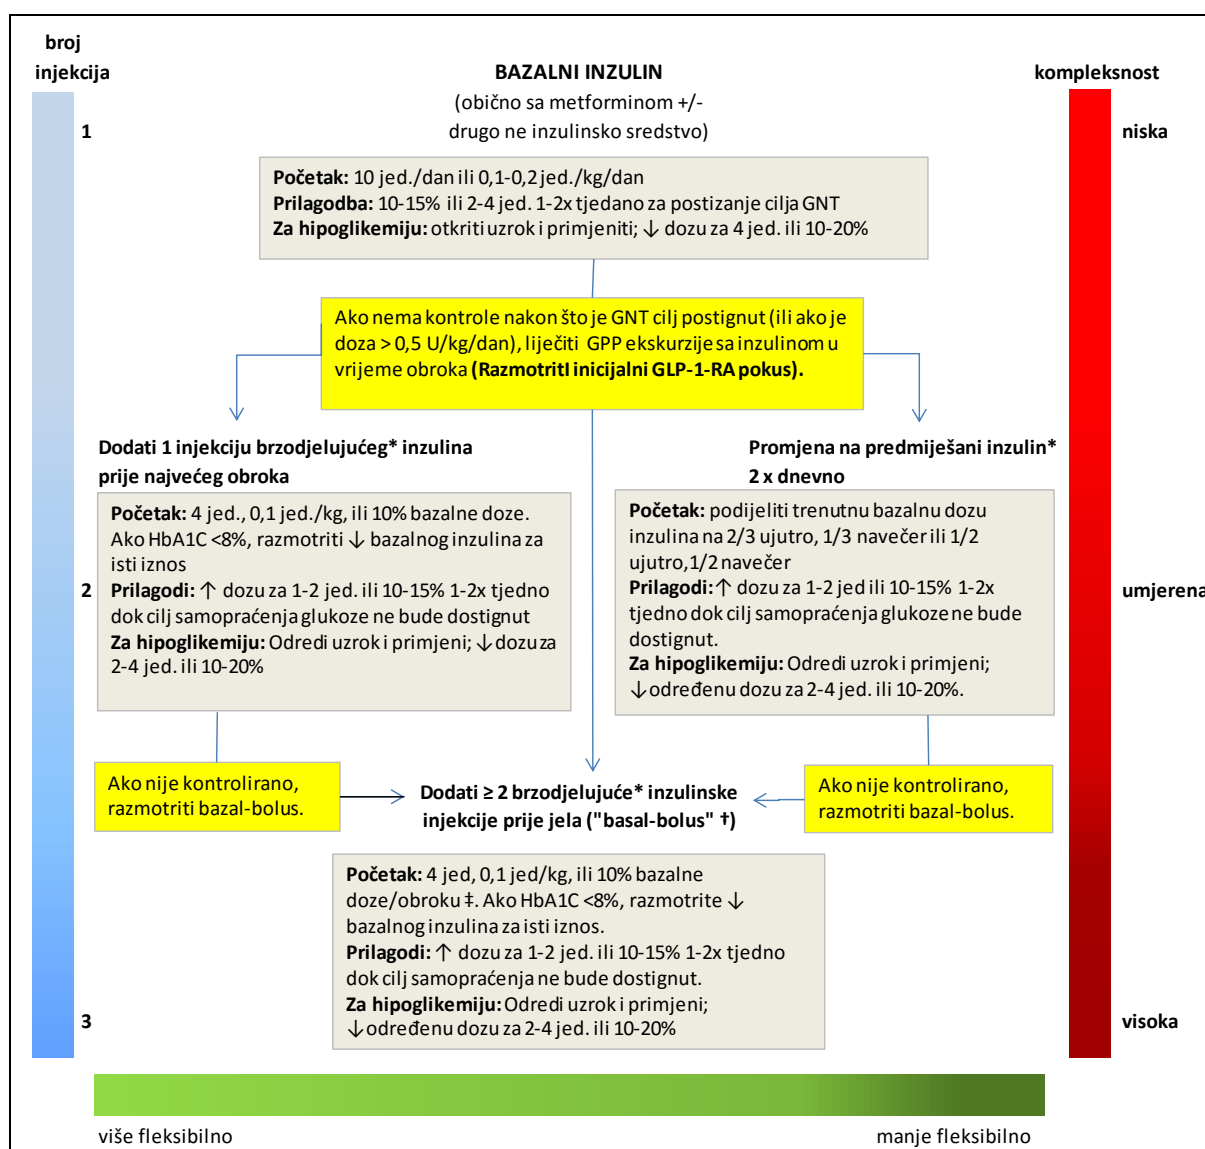 broj
injekcija
BAZALNI INZULIN
kompleksnost
(obično sa metforminom +/-
drugo ne inzulinsko sredstvo)
1
niska
Početak: 10 jed./dan ili 0,1-0,2 jed./kg/dan
Prilagodba: 10-15% ili 2-4 jed. 1-2x tjedano za postizanje cilja GNT
Za hipoglikemiju: otkriti uzrok i primjeniti; ↓ dozu za 4 jed. ili 10-20%
Ako nema kontrole nakon što je GNT cilj postignut (ili ako je
doza > 0,5 U/kg/dan), liječiti GPP ekskurzije sa inzulinom u
vrijeme obroka (RazmotritI inicijalni GLP-1-RA pokus).
Dodati 1 injekciju brzodjelujućeg* inzulina
prije najvećeg obroka
Početak: 4 jed., 0,1 jed./kg, ili 10% bazalne doze.
Ako HbA1C <8%, razmotriti ↓ bazalnog inzulina za
isti iznos
2
Prilagodi: ↑ dozu za 1-2 jed. ili 10-15% 1-2x tjedno
dok cilj samopraćenja glukoze ne bude dostignut
Za hipoglikemiju: Odredi uzrok i primjeni; ↓ dozu za
2-4 jed. ili 10-20%
Promjena na predmiješani inzulin*
2 x dnevno
Početak: podijeliti trenutnu bazalnu dozu
inzulina na 2/3 ujutro, 1/3 navečer ili 1/2
ujutro,1/2 navečer
Prilagodi: ↑ dozu za 1-2 jed ili 10-15% 1-2x
tjedno dok cilj samopraćenja glukoze ne bude
dostignut.
Za hipoglikemiju: Odredi uzrok i primjeni;
↓ određenu dozu za 2-4 jed. ili 10-20%.
umjerena
Ako nije kontrolirano,
razmotriti bazal-bolus.
Dodati ≥ 2 brzodjelujuće* inzulinske
injekcije prije jela ("basal-bolus" †)
Ako nije kontrolirano,
razmotriti bazal-bolus.
Početak: 4 jed, 0,1 jed/kg, ili 10% bazalne
doze/obroku ‡. Ako HbA1C <8%, razmotrite ↓
bazalnog inzulina za isti iznos.
Prilagodi: ↑ dozu za 1-2 jed. ili 10-15% 1-2x tjedno
dok cilj samopraćenja ne bude dostignut.
Za hipoglikemiju: Odredi uzrok i primjeni;
↓ određenu dozu za 2-4 jed. ili 10-20%
3
visoka
više fleksibilno
manje fleksibilno